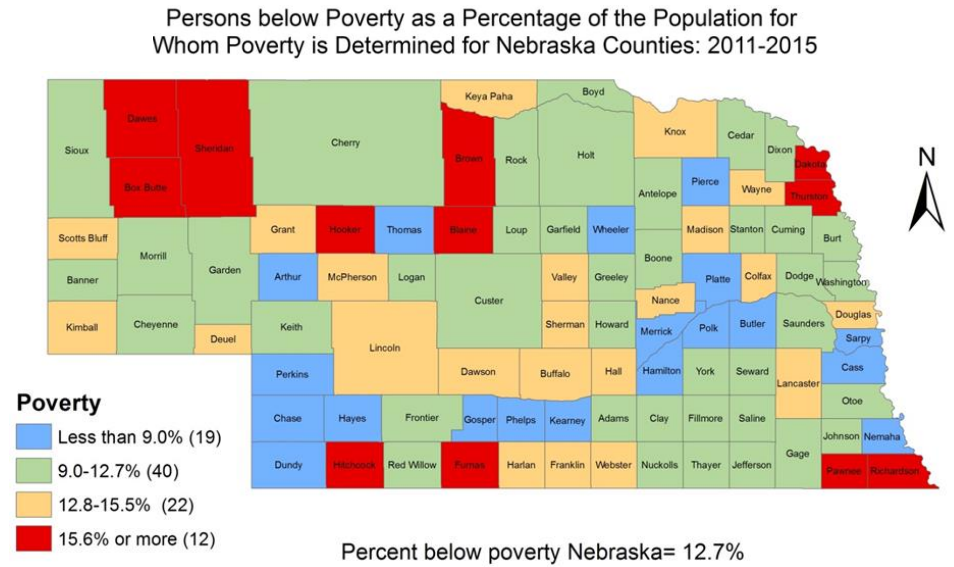 Persons below Poverty as a Percentage of the Population for
Whom Poverty is Determined for Nebraska Counties: 2011-2015
Boyd
Keya Paha
Dawes
Knox
Cedar
Sioux
Sheridan
Cherry
Brown
Rock
Holt
Dixon
Dakota
N
Box Butte
Antelope
Pierce
Wayne
Thurston
Scotts Bluff
Grant
Hooker
Thomas
Blaine
Loup
Garfield
Wheeler
Madison
Stanton
Cuming
Burt
Morrill
Garden
Boone
Banner
Arthur
McPherson
Logan
Valley
Greeley
Platte
Colfax
Dodge
Washington
Custer
Nance
Kimball
Cheyenne
Keith
Sherman
Howard
Merrick
Polk
Butler
Saunders
Douglas
Deuel
Lincoln
Sarpy
Perkins
Dawson
Buffalo
Hall
Hamilton
York
Seward
Lancaster
Cass
Otoe
Chase
Hayes
Frontier
Gosper
Phelps
Kearney
Adams
Clay
Fillmore
Saline
Johnson
Nemaha
Gage
Dundy
Hitchcock
Red Willow
Furnas
Harlan
Franklin
Webster
Nuckolls
Thayer
Jefferson
Pawnee
Richardson
Poverty
Less than 9.0% (19)
9.0-12.7% (40)
12.8-15.5% (22)
15.6% or more (12)
Percent below poverty Nebraska= 12.7%